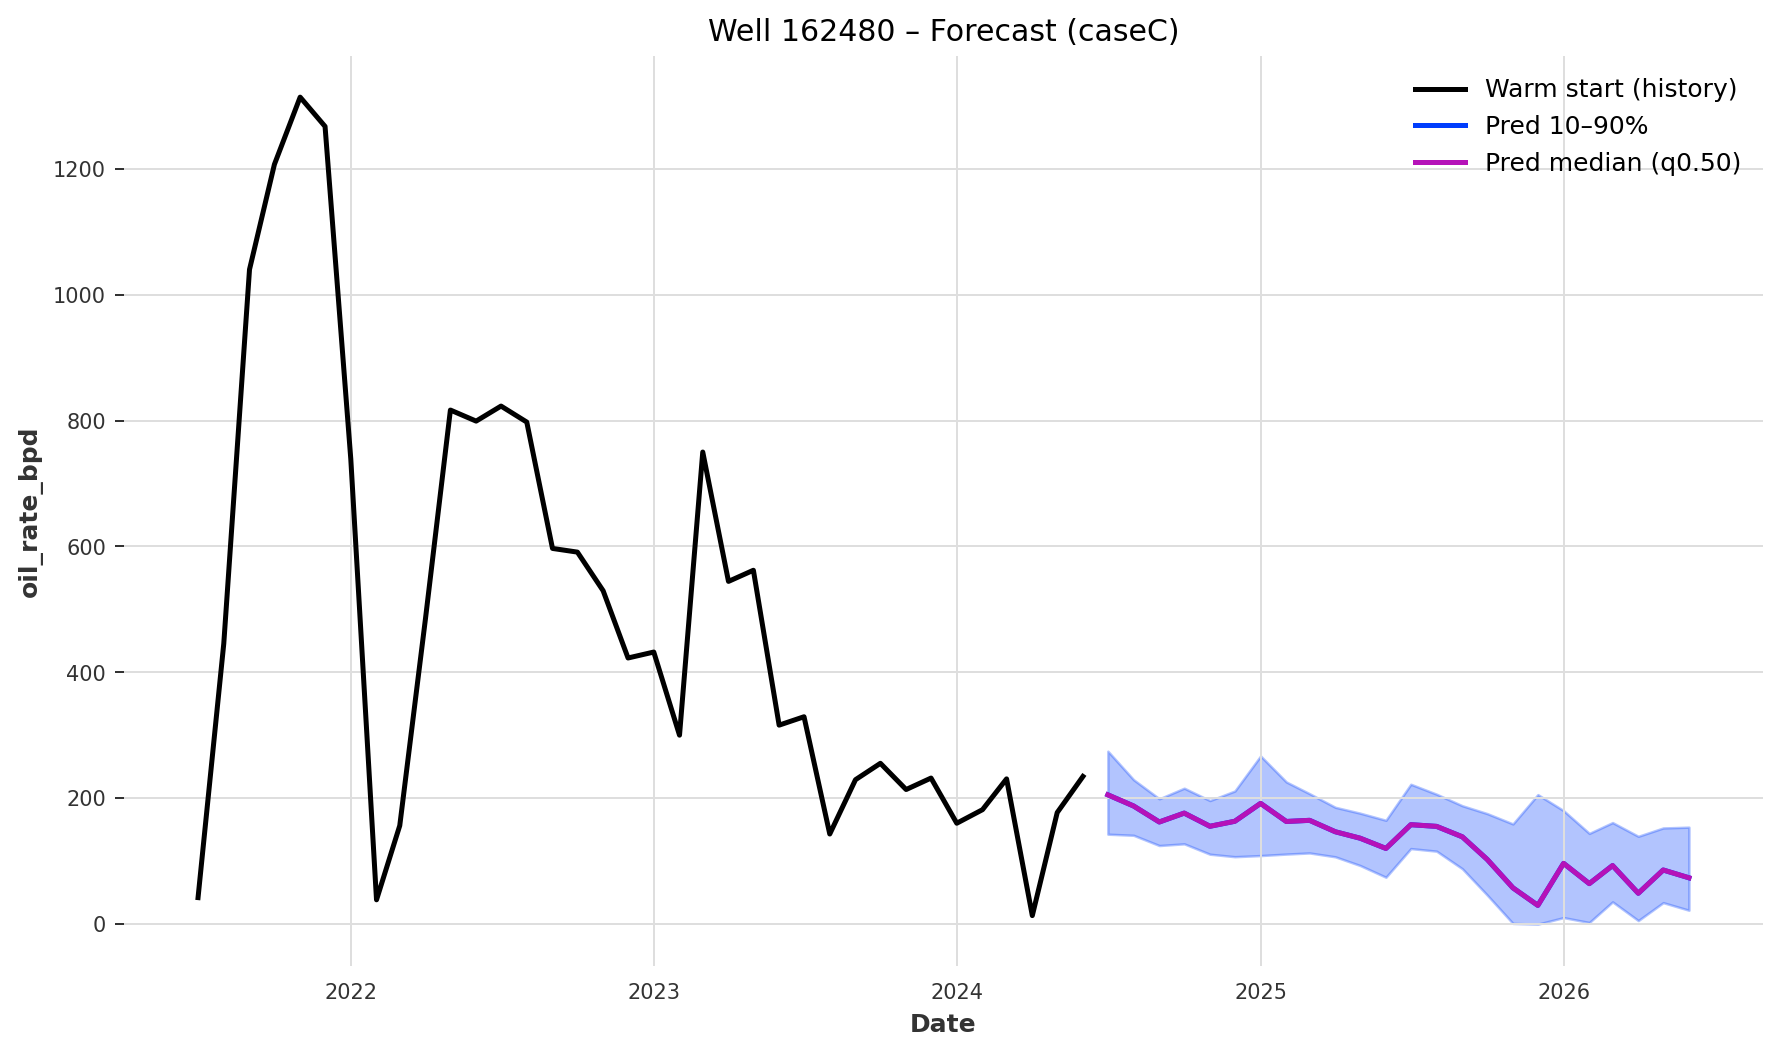 Well 162480 – Forecast (caseC)
Warm start (history)
Pred 10–90%
Pred median (q0.50)
oil_rate_bpd
1200
1000
800
600
400
200
0
2022
2023
2024
2025
2026
Date